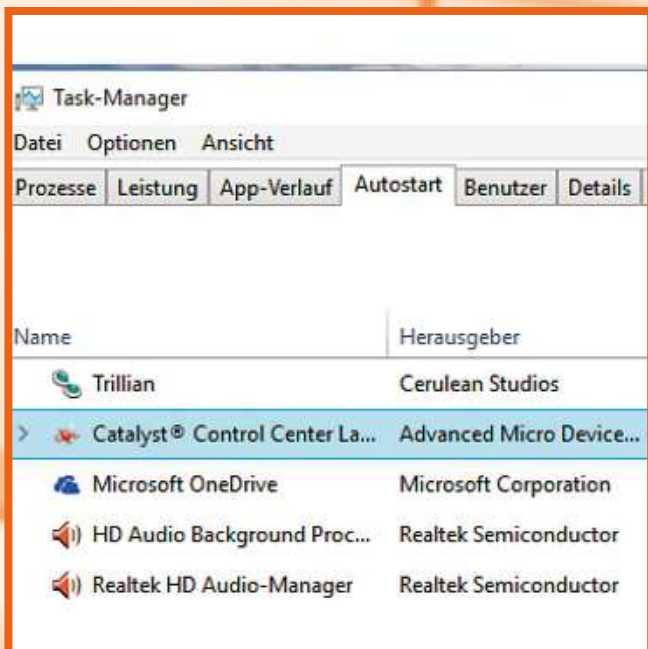 Task-Manager
Datei Optionen Ansicht
Prozesse Leistung App-Verlauf Autostart Benutzer Details
Name Herausgeber
Trillian Cerulean Studios
Catalyst® Control Center La... Advanced Micro Device...
Microsoft OneDrive Microsoft Corporation
HD Audio Background Proc... Realtek Semiconductor
Realtek HD Audio-Manager Realtek Semiconductor